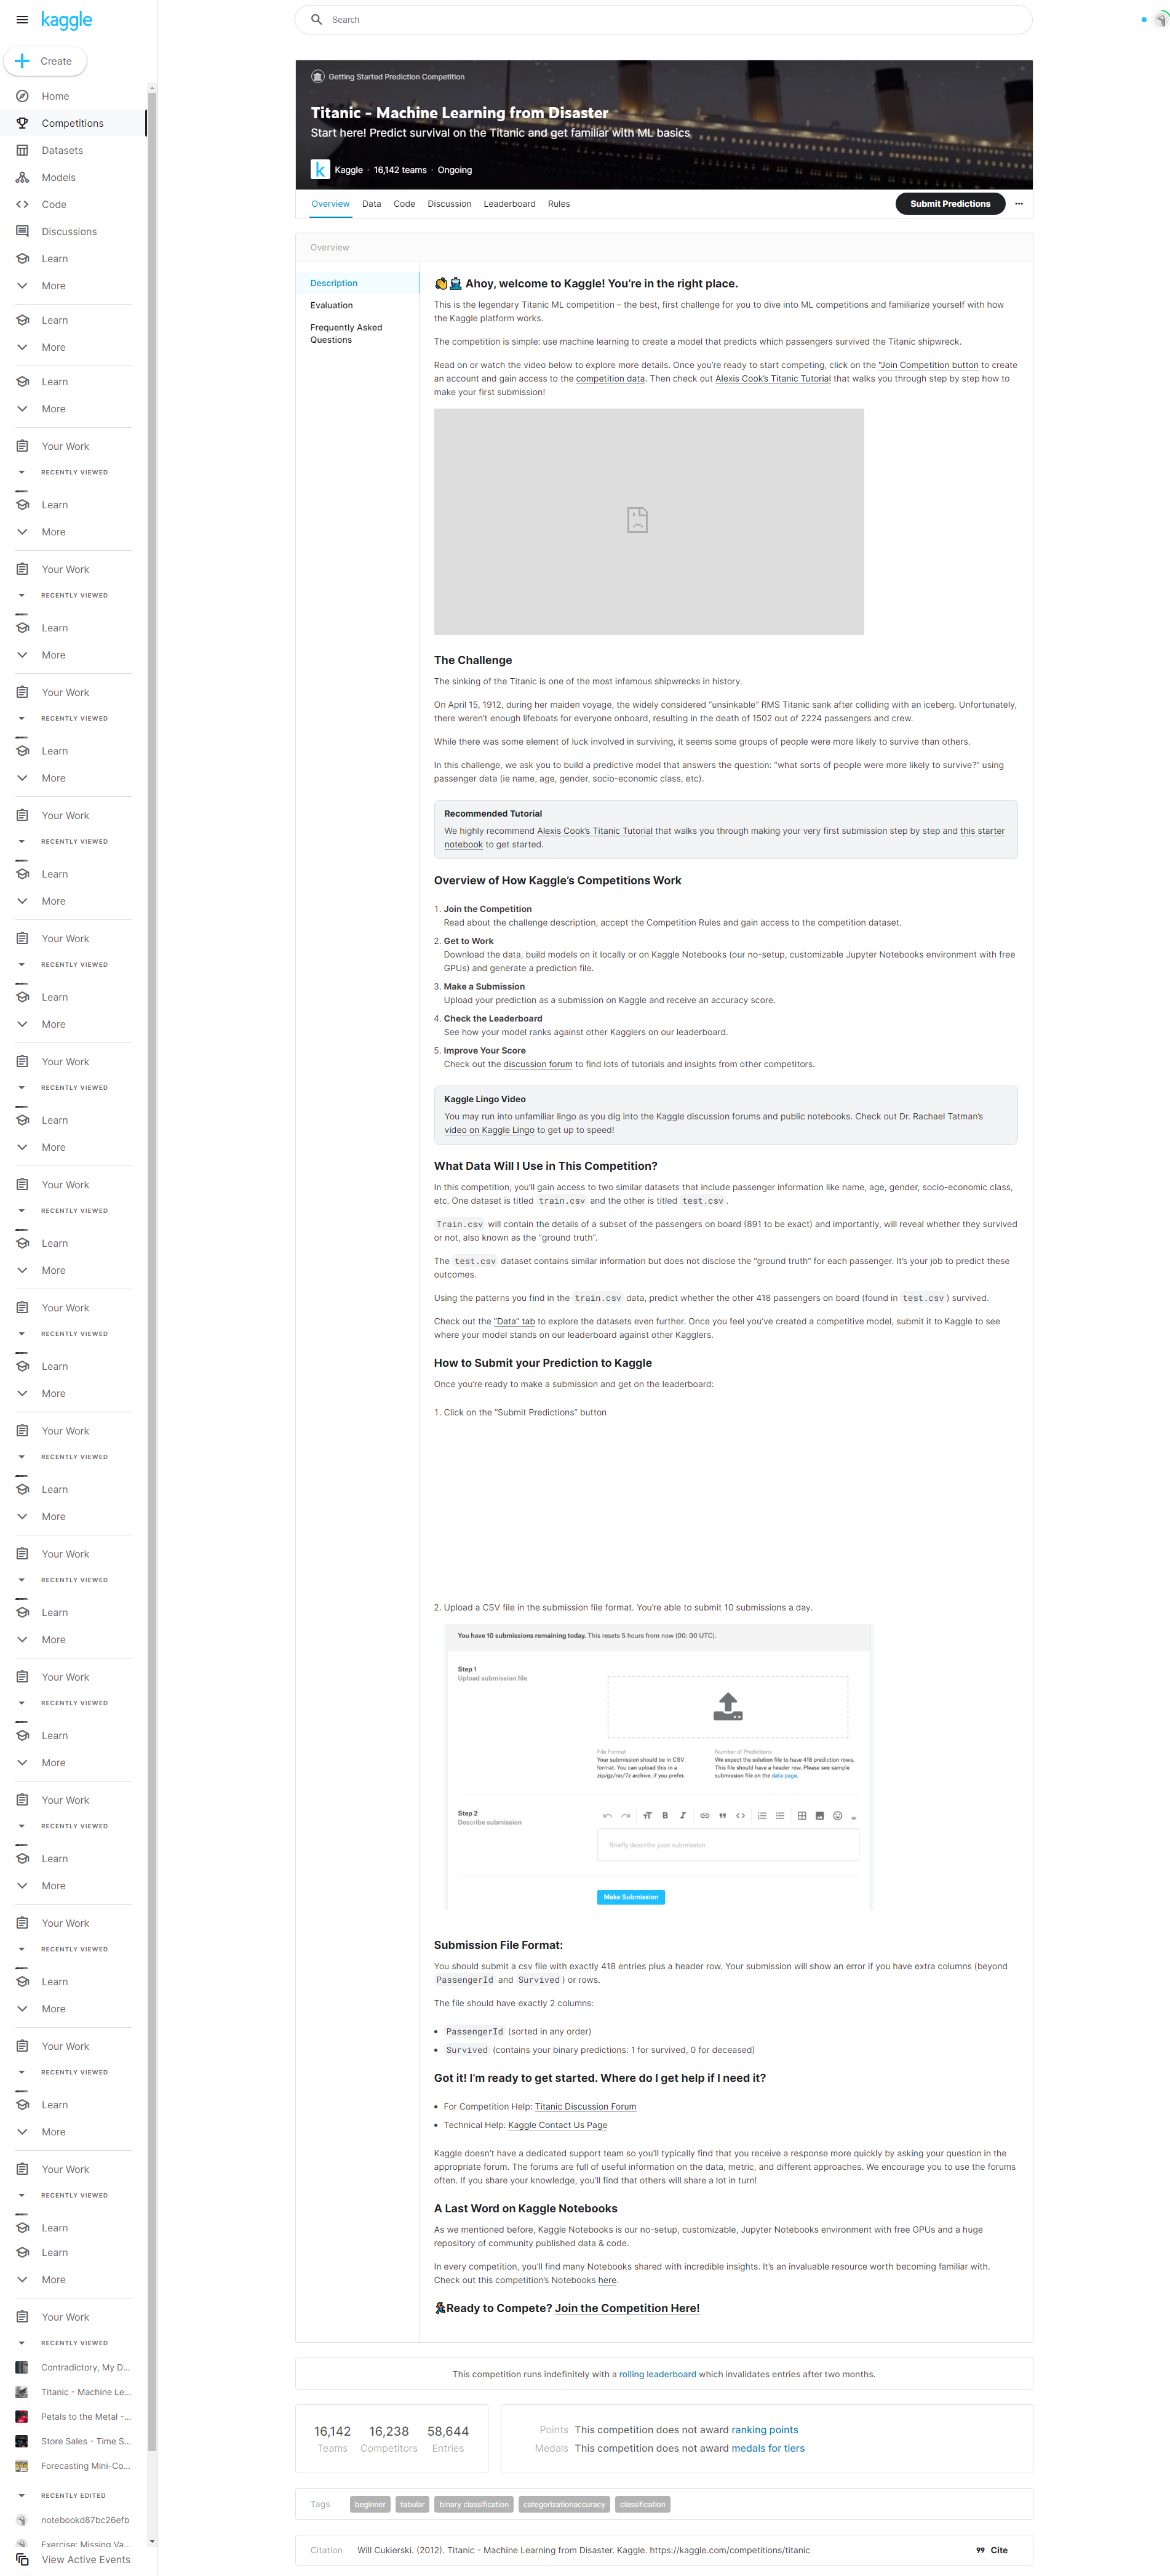 kaggle
Search
Create
Home
Competitions
Datasets
Models
Code
Discussions
Learn
More
Learn
More
Learn
More
Your Work
RECENTLY VIEWED
Learn
More
Your Work
RECENTLY VIEWED
Learn
More
Your Work
RECENTLY VIEWED
Learn
More
Your Work
RECENTLY VIEWED
Learn
More
Your Work
RECENTLY VIEWED
Learn
More
Your Work
RECENTLY VIEWED
Learn
More
Your Work
RECENTLY VIEWED
Learn
More
Your Work
RECENTLY VIEWED
Learn
More
Your Work
RECENTLY VIEWED
Learn
More
Your Work
RECENTLY VIEWED
Learn
More
Your Work
RECENTLY VIEWED
Learn
More
Your Work
RECENTLY VIEWED
Learn
More
Your Work
RECENTLY VIEWED
Learn
More
Your Work
RECENTLY VIEWED
Learn
More
Your Work
RECENTLY VIEWED
Learn
Learn
More
Your Work
RECENTLY VIEWED
Contradictory, My D...
Titanic - Machine Le...
Petals to the Metal -...
Store Sales - Time S...
Forecasting Mini-Co...
RECENTLY EDITED
notebookd87bc26efb
Exercise: Missing Va...
View Active Events
Getting Started Prediction Competition
Titanic - Machine Learning from Disaster
Start here! Predict survival on the Titanic and get familiar with ML basics
k Kaggle · 16,142 teams · Ongoing
Overview Data Code Discussion Leaderboard Rules Submit Predictions ...
Overview
Description
Evaluation
Frequently Asked
Questions
👋🛳️ Ahoy, welcome to Kaggle! You’re in the right place.
This is the legendary Titanic ML competition – the best, first challenge for you to dive into ML competitions and familiarize yourself with how
the Kaggle platform works.
The competition is simple: use machine learning to create a model that predicts which passengers survived the Titanic shipwreck.
Read on or watch the video below to explore more details. Once you’re ready to start competing, click on the "Join Competition button to create
an account and gain access to the competition data. Then check out Alexis Cook’s Titanic Tutorial that walks you through step by step how to
make your first submission!
The Challenge
The sinking of the Titanic is one of the most infamous shipwrecks in history.
On April 15, 1912, during her maiden voyage, the widely considered “unsinkable” RMS Titanic sank after colliding with an iceberg. Unfortunately,
there weren’t enough lifeboats for everyone onboard, resulting in the death of 1502 out of 2224 passengers and crew.
While there was some element of luck involved in surviving, it seems some groups of people were more likely to survive than others.
In this challenge, we ask you to build a predictive model that answers the question: “what sorts of people were more likely to survive?” using
passenger data (ie name, age, gender, socio-economic class, etc).
Recommended Tutorial
We highly recommend Alexis Cook’s Titanic Tutorial that walks you through making your very first submission step by step and this starter
notebook to get started.
Overview of How Kaggle’s Competitions Work
1. Join the Competition
Read about the challenge description, accept the Competition Rules and gain access to the competition dataset.
2. Get to Work
Download the data, build models on it locally or on Kaggle Notebooks (our no-setup, customizable Jupyter Notebooks environment with free
GPUs) and generate a prediction file.
3. Make a Submission
Upload your prediction as a submission on Kaggle and receive an accuracy score.
4. Check the Leaderboard
See how your model ranks against other Kagglers on our leaderboard.
5. Improve Your Score
Check out the discussion forum to find lots of tutorials and insights from other competitors.
Kaggle Lingo Video
You may run into unfamiliar lingo as you dig into the Kaggle discussion forums and public notebooks. Check out Dr. Rachael Tatman’s
video on Kaggle Lingo to get up to speed!
What Data Will I Use in This Competition?
In this competition, you’ll gain access to two similar datasets that include passenger information like name, age, gender, socio-economic class,
etc. One dataset is titled train.csv and the other is titled test.csv.
Train.csv will contain the details of a subset of the passengers on board (891 to be exact) and importantly, will reveal whether they survived
or not, also known as the “ground truth”.
The test.csv dataset contains similar information but does not disclose the “ground truth” for each passenger. It’s your job to predict these
outcomes.
Using the patterns you find in the train.csv data, predict whether the other 418 passengers on board (found in test.csv) survived.
Check out the “Data” tab to explore the datasets even further. Once you feel you’ve created a competitive model, submit it to Kaggle to see
where your model stands on our leaderboard against other Kagglers.
How to Submit your Prediction to Kaggle
Once you’re ready to make a submission and get on the leaderboard:
1. Click on the “Submit Predictions” button
2. Upload a CSV file in the submission file format. You’re able to submit 10 submissions a day.
You have 10 submissions remaining today. This resets 5 hours from now (00: 00 UTC).
Step 1
Upload submission file
File Format
Your submission should be in CSV
format. You can upload this in a
zip/gz/rar/7z archive, if you prefer.
Number of Predictions
We expect the solution file to have 418 prediction rows.
This file should have a header row. Please see sample
submission file on the data page.
Step 2
Describe submission
Briefly describe your submission
Make Submission
Submission File Format:
You should submit a csv file with exactly 418 entries plus a header row. Your submission will show an error if you have extra columns (beyond
PassengerId and Survived) or rows.
The file should have exactly 2 columns:
• PassengerId (sorted in any order)
• Survived (contains your binary predictions: 1 for survived, 0 for deceased)
Got it! I’m ready to get started. Where do I get help if I need it?
• For Competition Help: Titanic Discussion Forum
• Technical Help: Kaggle Contact Us Page
Kaggle doesn’t have a dedicated support team so you’ll typically find that you receive a response more quickly by asking your question in the
appropriate forum. The forums are full of useful information on the data, metric, and different approaches. We encourage you to use the forums
often. If you share your knowledge, you'll find that others will share a lot in turn!
A Last Word on Kaggle Notebooks
As we mentioned before, Kaggle Notebooks is our no-setup, customizable, Jupyter Notebooks environment with free GPUs and a huge
repository of community published data & code.
In every competition, you’ll find many Notebooks shared with incredible insights. It’s an invaluable resource worth becoming familiar with.
Check out this competition’s Notebooks here.
🏃Ready to Compete? Join the Competition Here!
This competition runs indefinitely with a rolling leaderboard which invalidates entries after two months.
16,142 16,238 58,644
Teams Competitors Entries
Points This competition does not award ranking points
Medals This competition does not award medals for tiers
Tags beginner tabular binary classification categorizationaccuracy classification
Citation Will Cukierski. (2012). Titanic - Machine Learning from Disaster. Kaggle. https://kaggle.com/competitions/titanic Cite